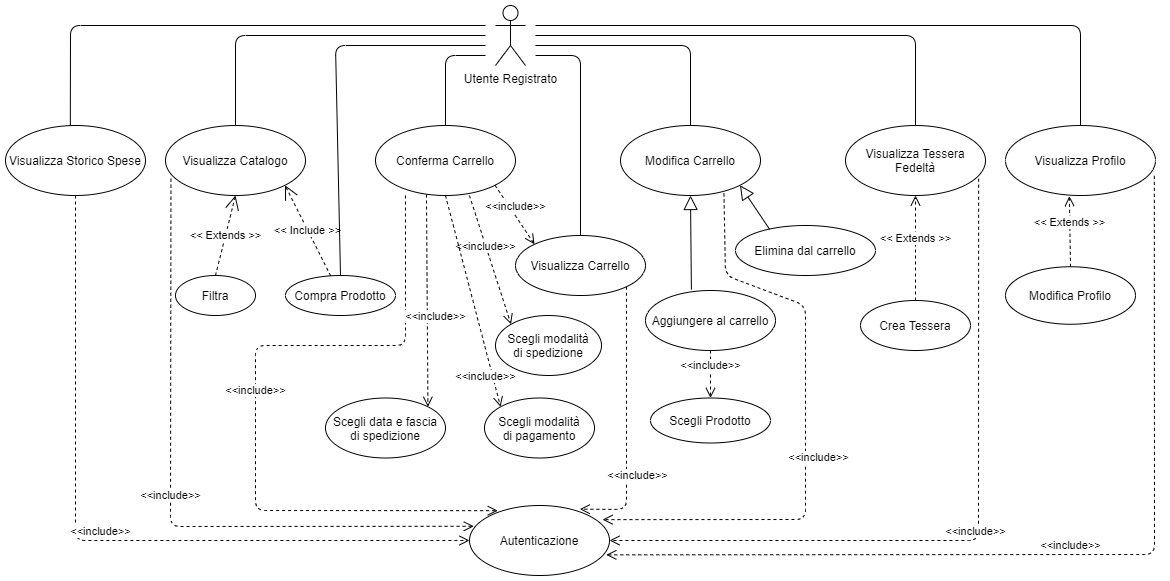 Utente Registrato
Visualizza Storico Spese
Visualizza Catalogo
Conferma Carrello
Modifica Carrello
Visualizza Tessera
Fedeltà
Visualizza Profilo
<<include>>
<< Extends >>
<< Include >>
<<include>>
<< Extends >>
<< Extends >>
Visualizza Carrello
Elimina dal carrello
Filtra
Compra Prodotto
Modifica Profilo
<<include>>
Aggiungere al carrello
Crea Tessera
Scegli modalità
di spedizione
<<include>>
<<include>>
<<include>>
Scegli data e fascia
di spedizione
Scegli modalità
di pagamento
Scegli Prodotto
<<include>>
<<include>>
<<include>>
<<include>>
<<include>>
<<include>>
Autenticazione
<<include>>